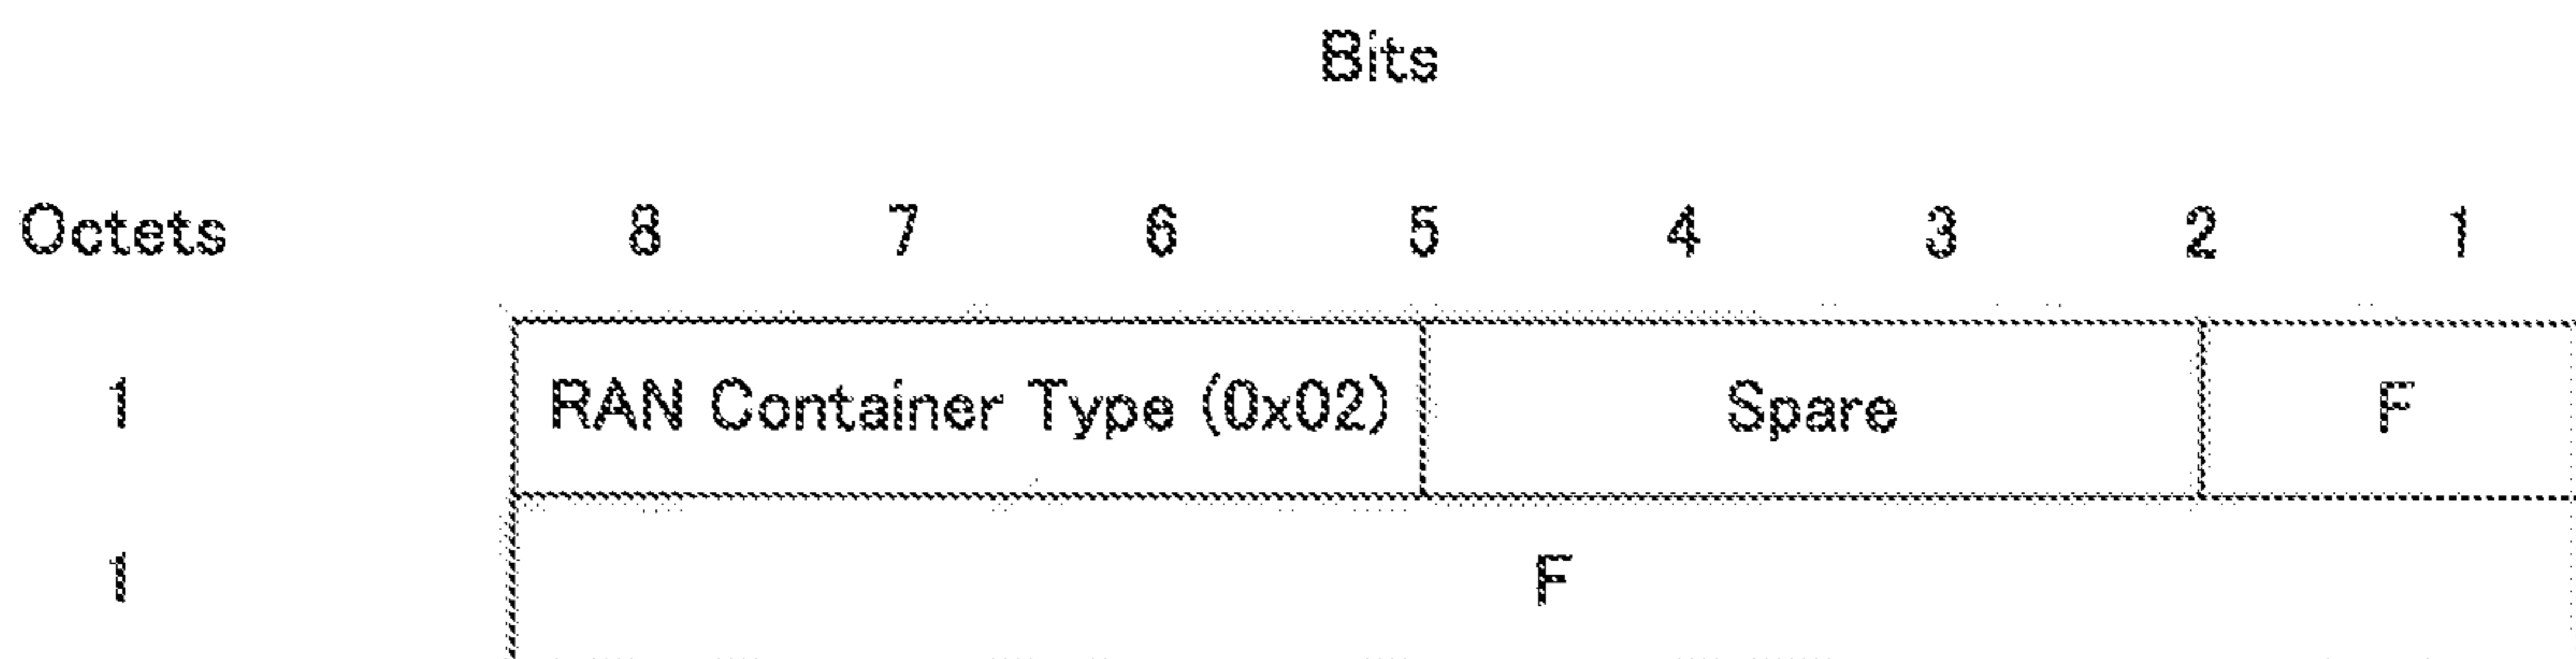 Bits
Octets 8 7 6 5 4 3 2 1
1 RAN Container Type (0x02) Spare F
1 F